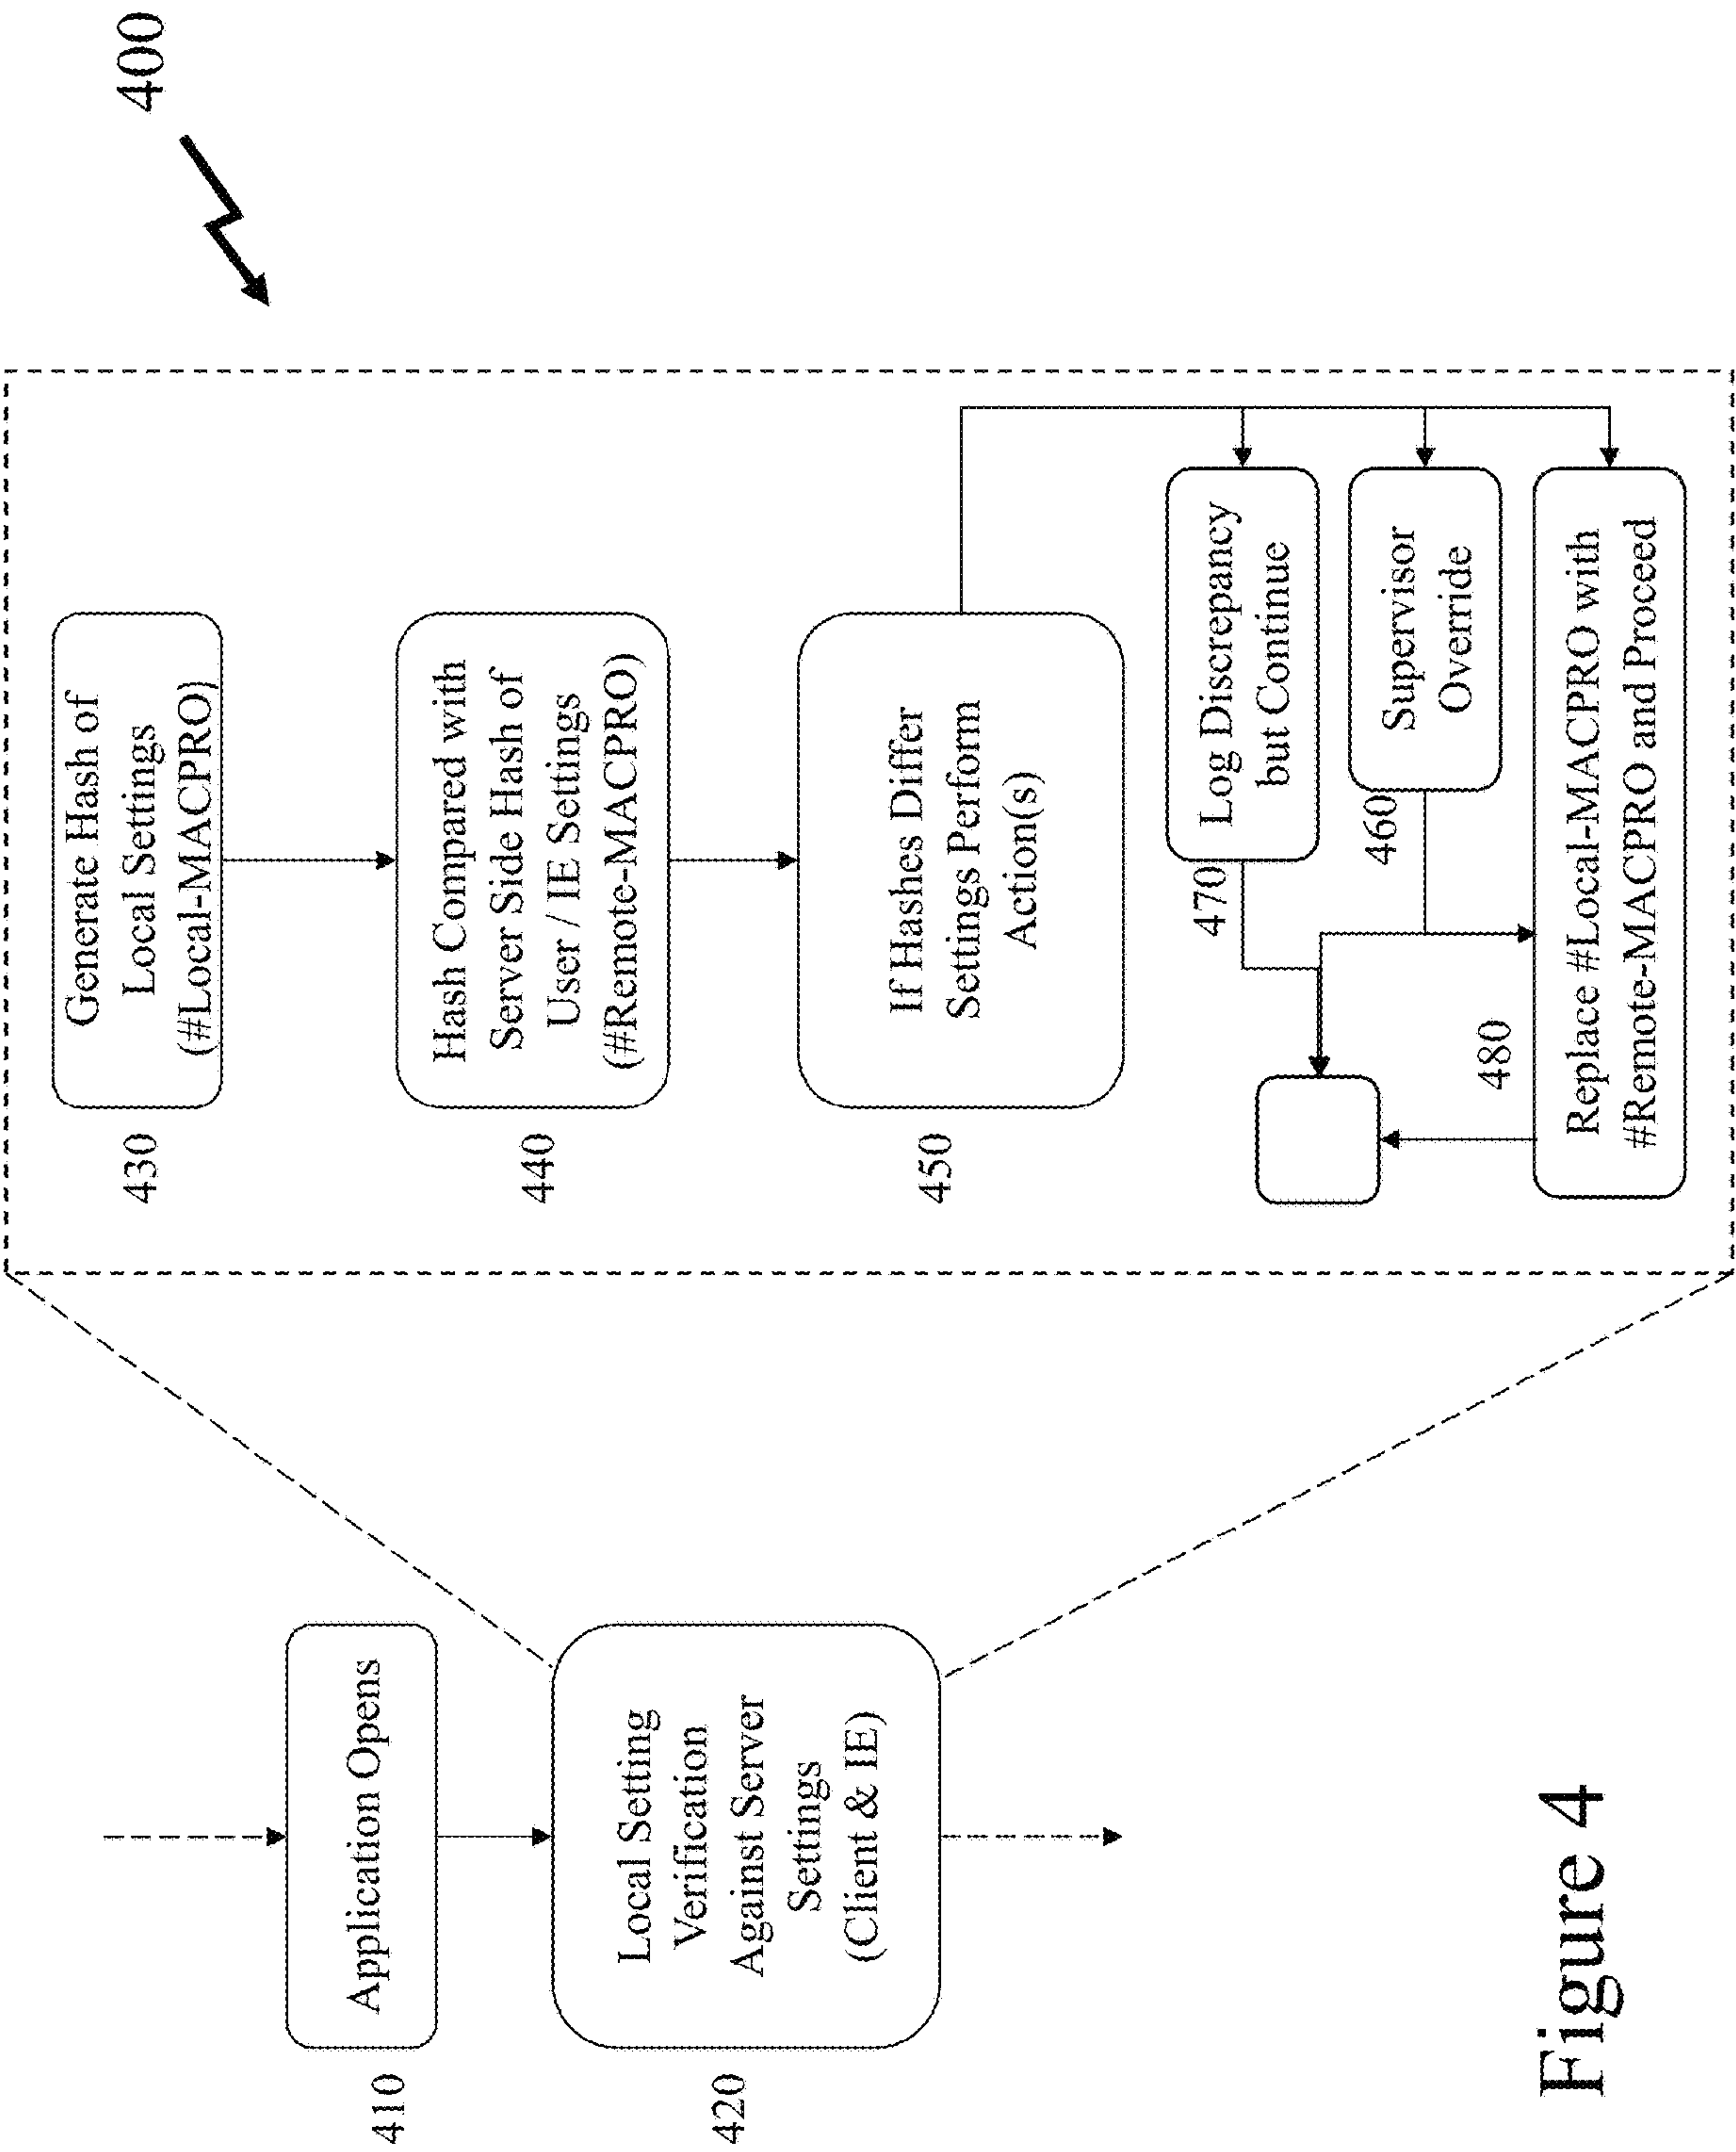 400
410
Application Opens
420
Local Setting
Verification
Against Server
Settings
(Client & IE)
430
Generate Hash of
Local Settings
(#Local-MACPRO)
440
Hash Compared with
Server Side Hash of
User / IE Settings
(#Remote-MACPRO)
450
If Hashes Differ
Settings Perform
Action(s)
470
Log Discrepancy
but Continue
460
Supervisor
Override
480
Replace #Local-MACPRO with
#Remote-MACPRO and Proceed
Figure 4